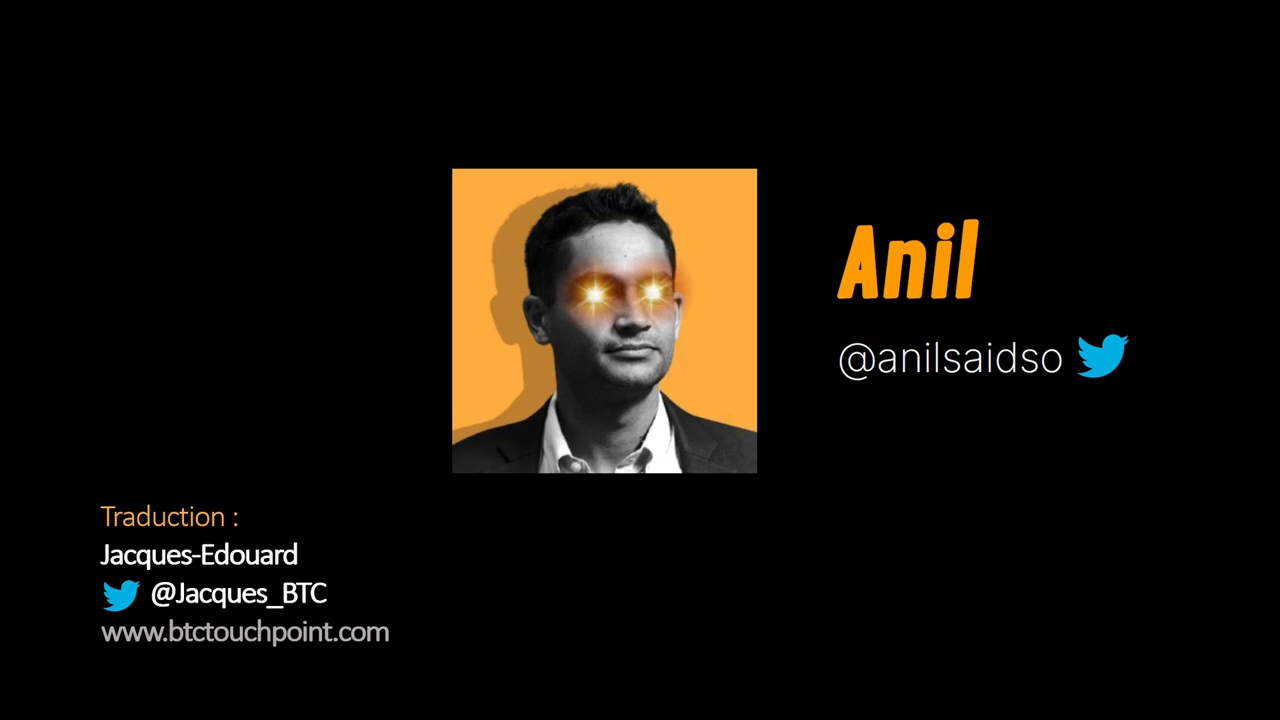 Anil
@anilsaidso
Traduction :
Jacques-Edouard
@Jacques_BTC
www.btctouchpoint.com